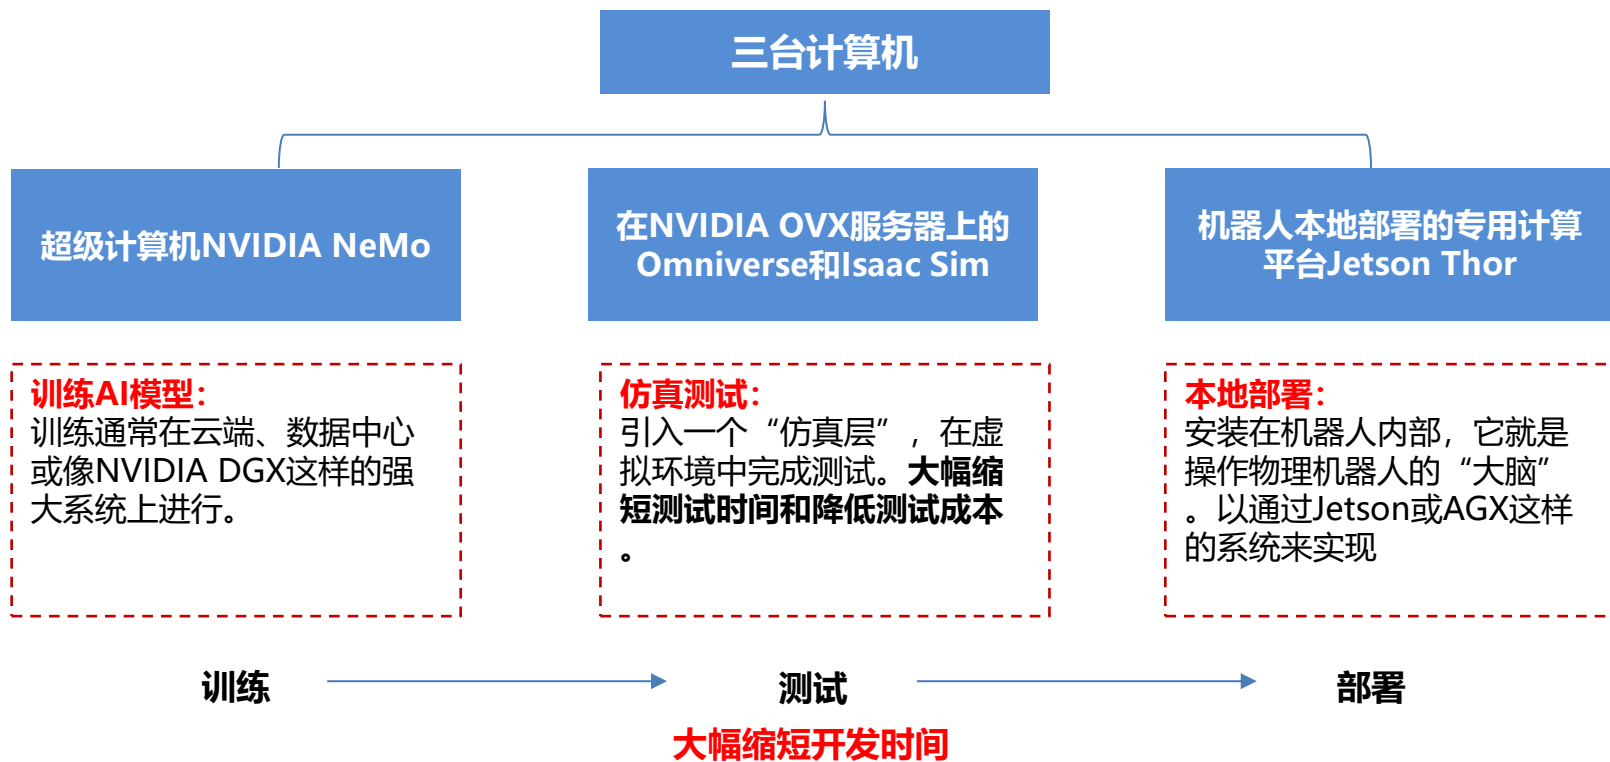 三台计算机
超级计算机NVIDIA NeMo
在NVIDIA OVX服务器上的
Omniverse和Isaac Sim
机器人本地部署的专用计算
平台Jetson Thor
训练AI模型：
训练通常在云端、数据中心
或像NVIDIA DGX这样的强
大系统上进行。
仿真测试：
引入一个“仿真层”，在虚
拟环境中完成测试。大幅缩
短测试时间和降低测试成本
。
本地部署：
安装在机器人内部，它就是
操作物理机器人的“大脑”
。以通过Jetson或AGX这样
的系统来实现
训练
测试
部署
大幅缩短开发时间